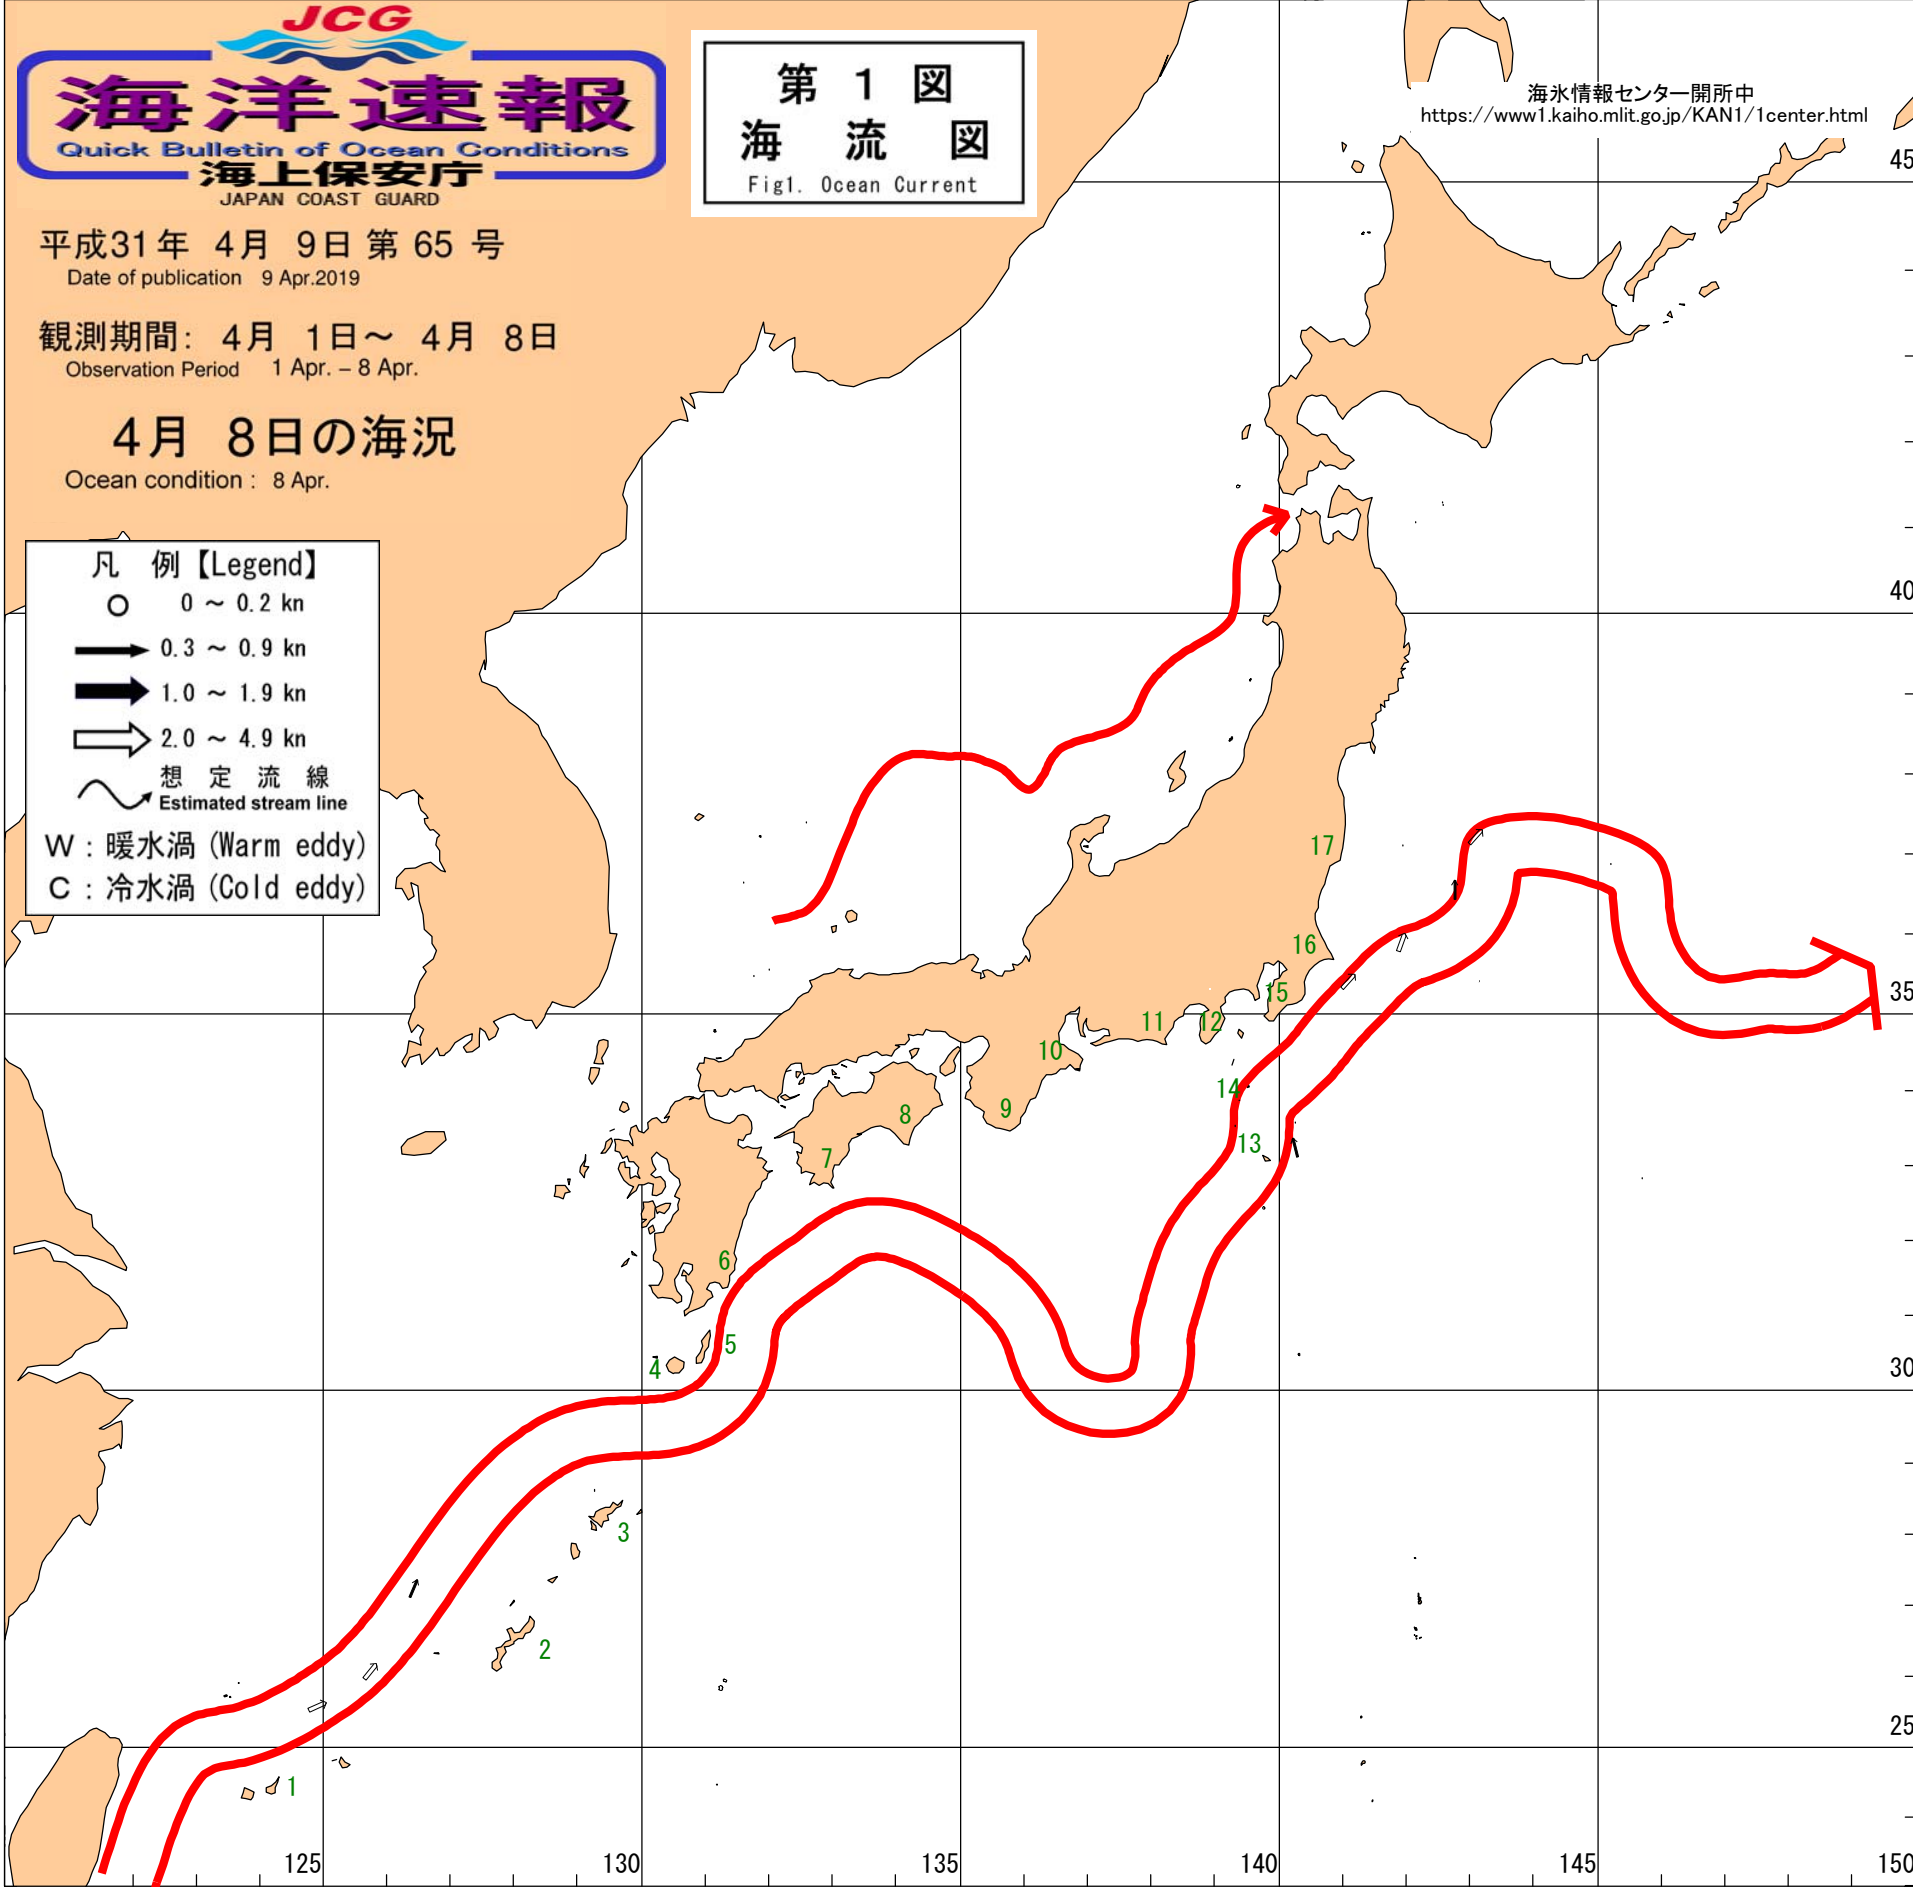 JCG
海洋速報
Quick Bulletin of Ocean Conditions
海上保安庁
JAPAN COAST GUARD
第 1 図
海 流 図
Fig1. Ocean Current
海氷情報センター開所中
https://www1.kaiho.mlit.go.jp/KAN1/1center.html
平成31年 4月 9日 第 65 号
Date of publication 9 Apr.2019
観測期間: 4月 1日～ 4月 8日
Observation Period 1 Apr. – 8 Apr.
4月 8日の海況
Ocean condition : 8 Apr.
凡 例【Legend】
0 ～ 0.2 kn
0.3 ～ 0.9 kn
1.0 ～ 1.9 kn
2.0 ～ 4.9 kn
想 定 流 線
Estimated stream line
W : 暖水渦 (Warm eddy)
C : 冷水渦 (Cold eddy)
45
40
17
16
15
35
11
12
10
14
8
9
13
7
6
5
4
30
3
2
25
1
125
130
135
140
145
150